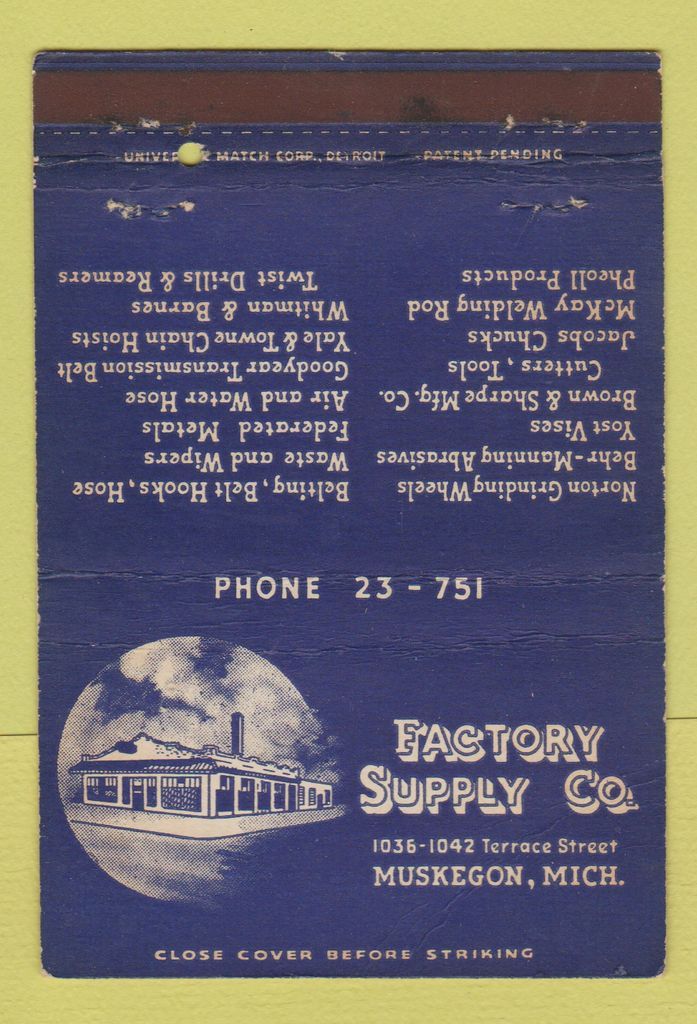 UNIVER   K MATCH CORP., DETROIT    PATENT PENDING
Norton Grinding Wheels
Behr-Manning Abrasives
Yost Vises
Brown & Sharpe Mfg. Co.
Cutters, Tools
Jacobs Chucks
McKay Welding Rod
Pheoll Products
Belting, Belt Hooks, Hose,
Waste and Wipers
Federated Metals
Air and Water Hose
Goodyear Transmission Belt
Yale & Towne Chain Hoists
Whitman & Barnes
Twist Drills & Reamers
PHONE 23 - 751
FACTORY
SUPPLY CO.
1036-1042 Terrace Street
MUSKEGON, MICH.
CLOSE COVER BEFORE STRIKING